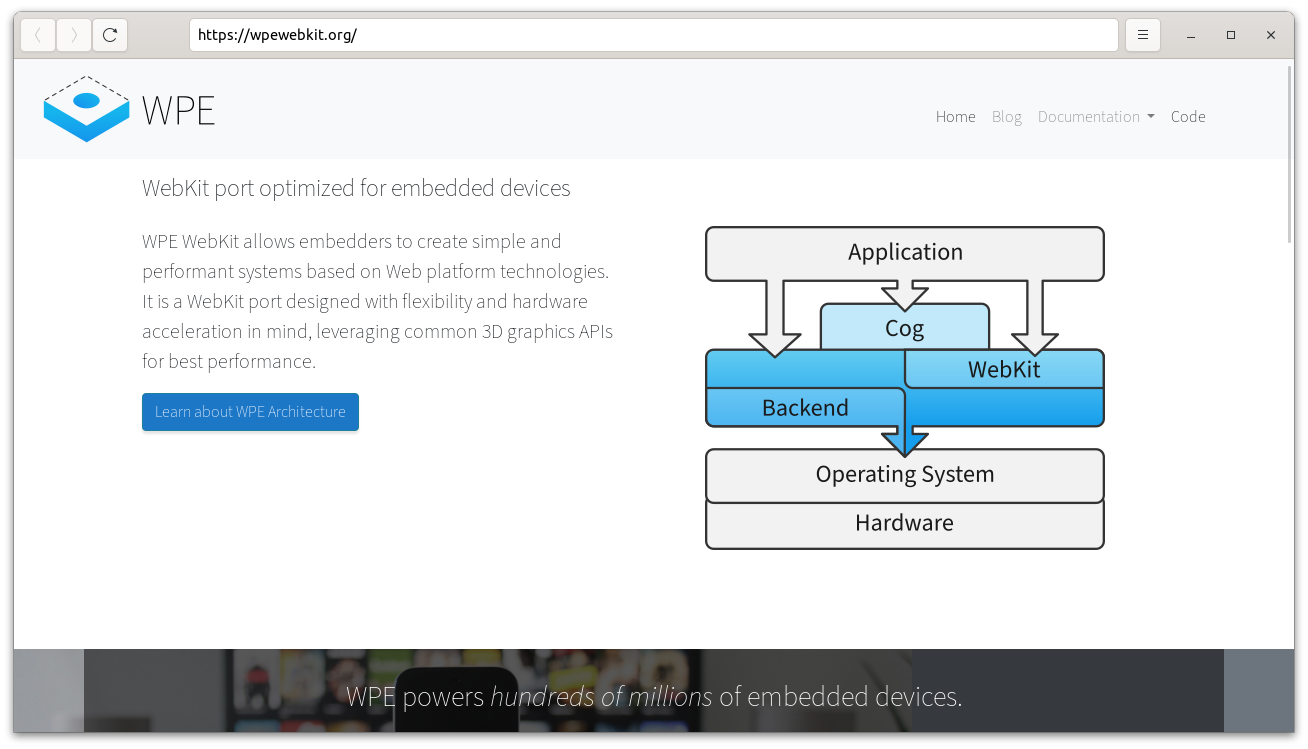 https://wpewebkit.org/
WPE
Home Blog Documentation Code
WebKit port optimized for embedded devices
WPE WebKit allows embedders to create simple and
performant systems based on Web platform technologies.
It is a WebKit port designed with flexibility and hardware
acceleration in mind, leveraging common 3D graphics APIs
for best performance.
Learn about WPE Architecture
Application
Cog
WebKit
Backend
Operating System
Hardware
WPE powers hundreds of millions of embedded devices.